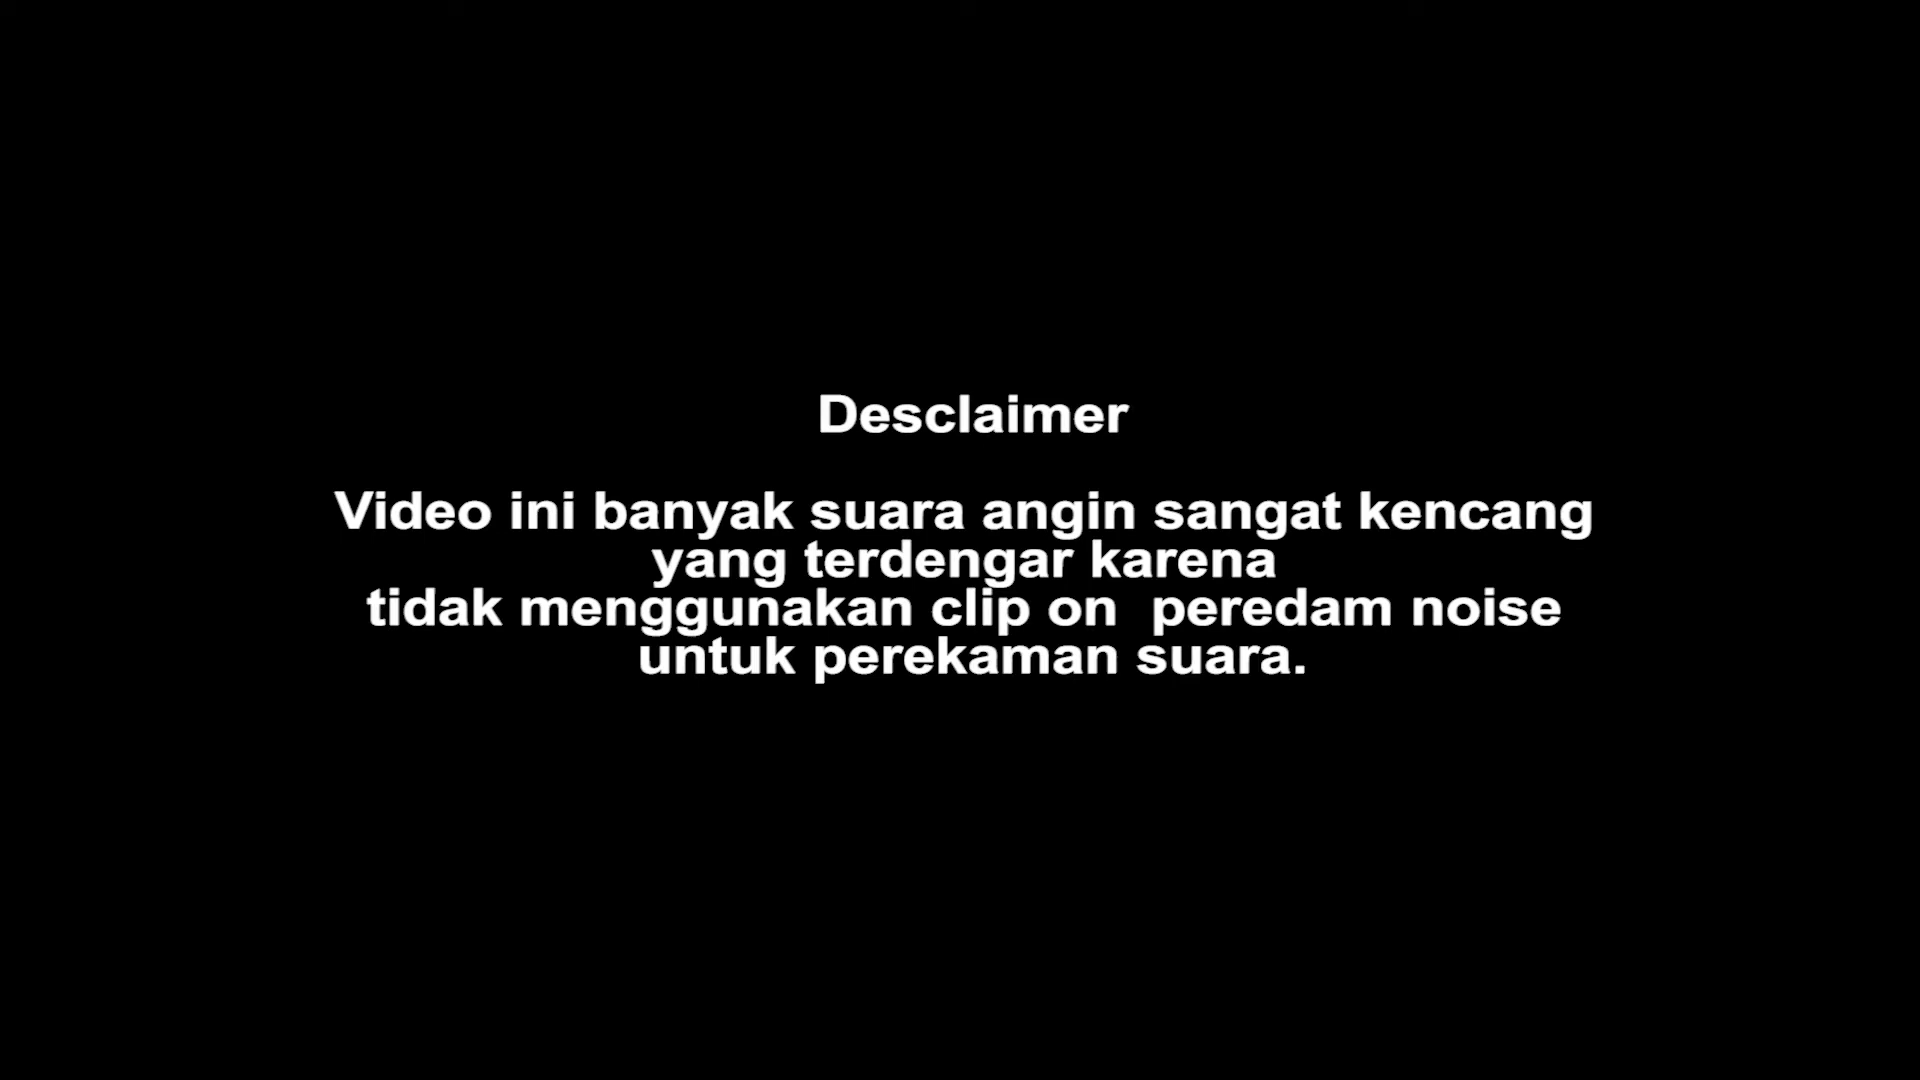 Desclaimer
Video ini banyak suara angin sangat kencang
yang terdengar karena
tidak menggunakan clip on  peredam noise
untuk perekaman suara.